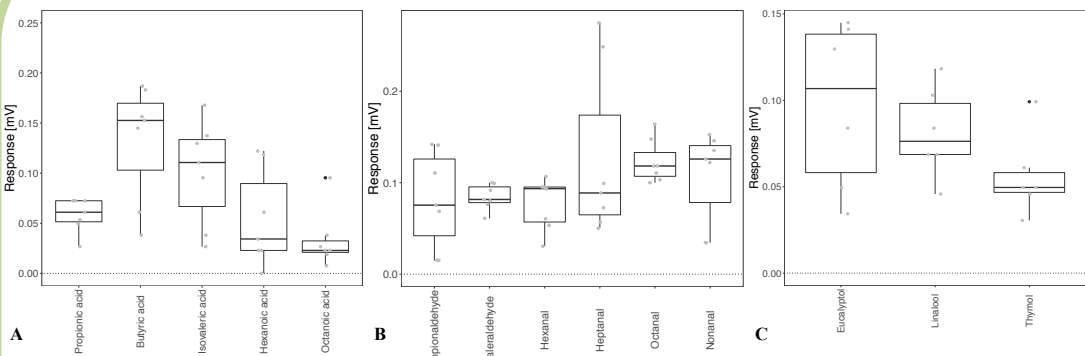 0.25
0.20
0.15
0.10
0.05
0.00
Response [mV]
Propionic acid
Butyric acid
Isovaleric acid
Hexanoic acid
Octanoic acid
A
0.2
0.1
0.0
Response [mV]
opionaldehyde
aleraldehyde
Hexanal
Heptanal
Octanal
Nonanal
B
0.15
0.10
0.05
0.00
Response [mV]
Eucalyptol
Linalool
Thymol
C